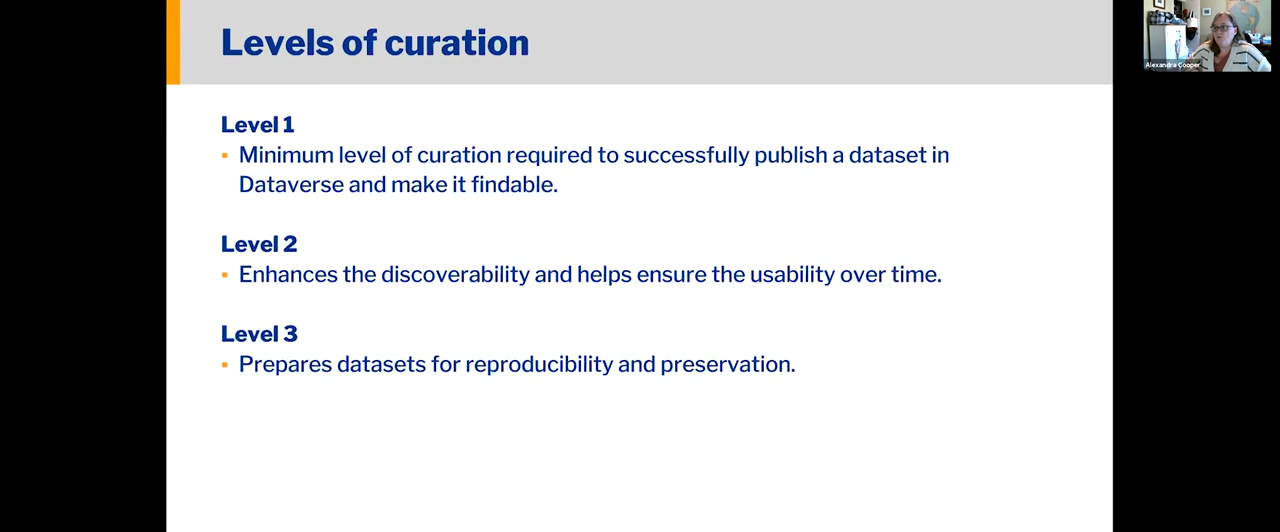 Levels of curation
Alexandra Cooper
Level 1
▪ Minimum level of curation required to successfully publish a dataset in
Dataverse and make it findable.
Level 2
▪ Enhances the discoverability and helps ensure the usability over time.
Level 3
▪ Prepares datasets for reproducibility and preservation.